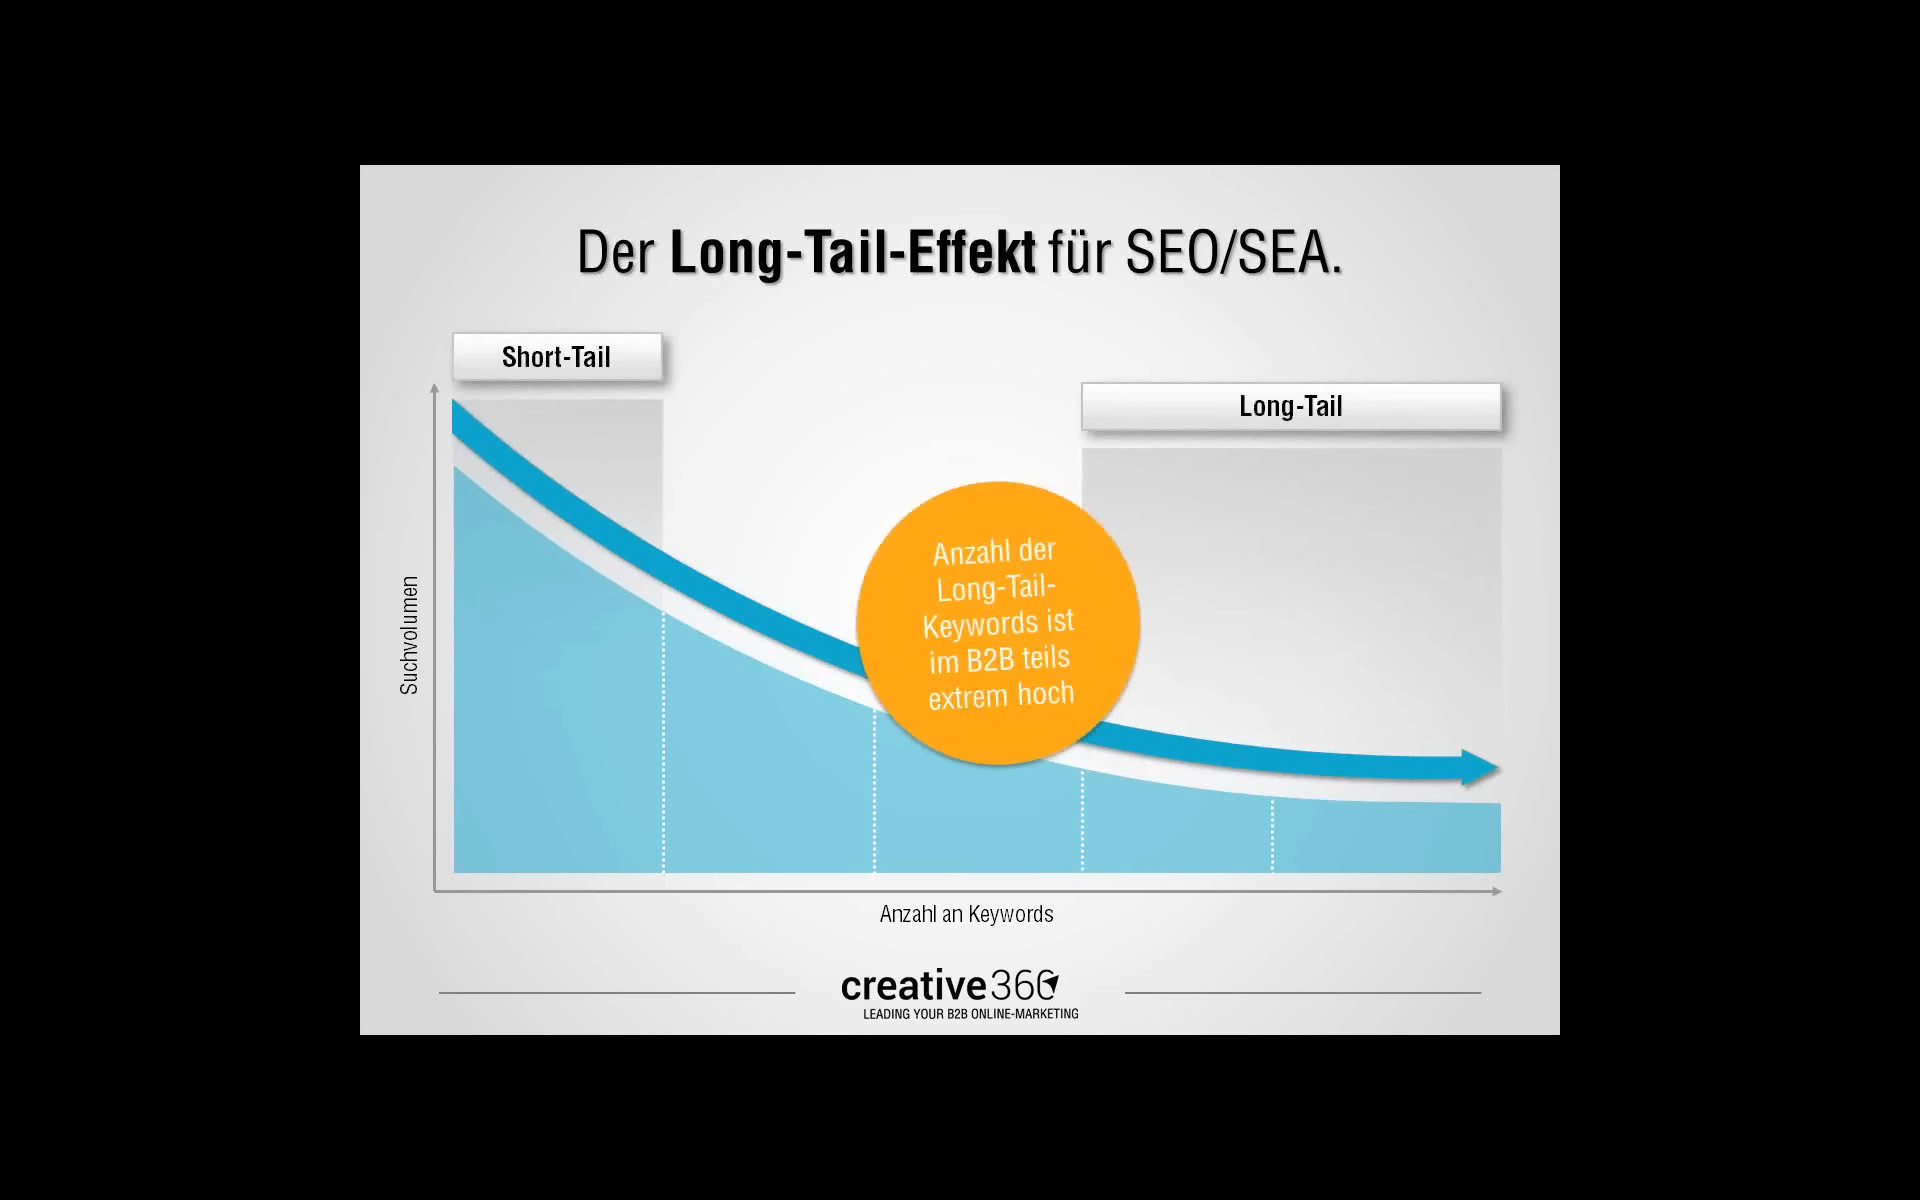 Der Long-Tail-Effekt für SEO/SEA.
Short-Tail
Long-Tail
Anzahl der
Long-Tail-
Keywords ist
im B2B teils
extrem hoch
Suchvolumen
Anzahl an Keywords
creative360
LEADING YOUR B2B ONLINE-MARKETING